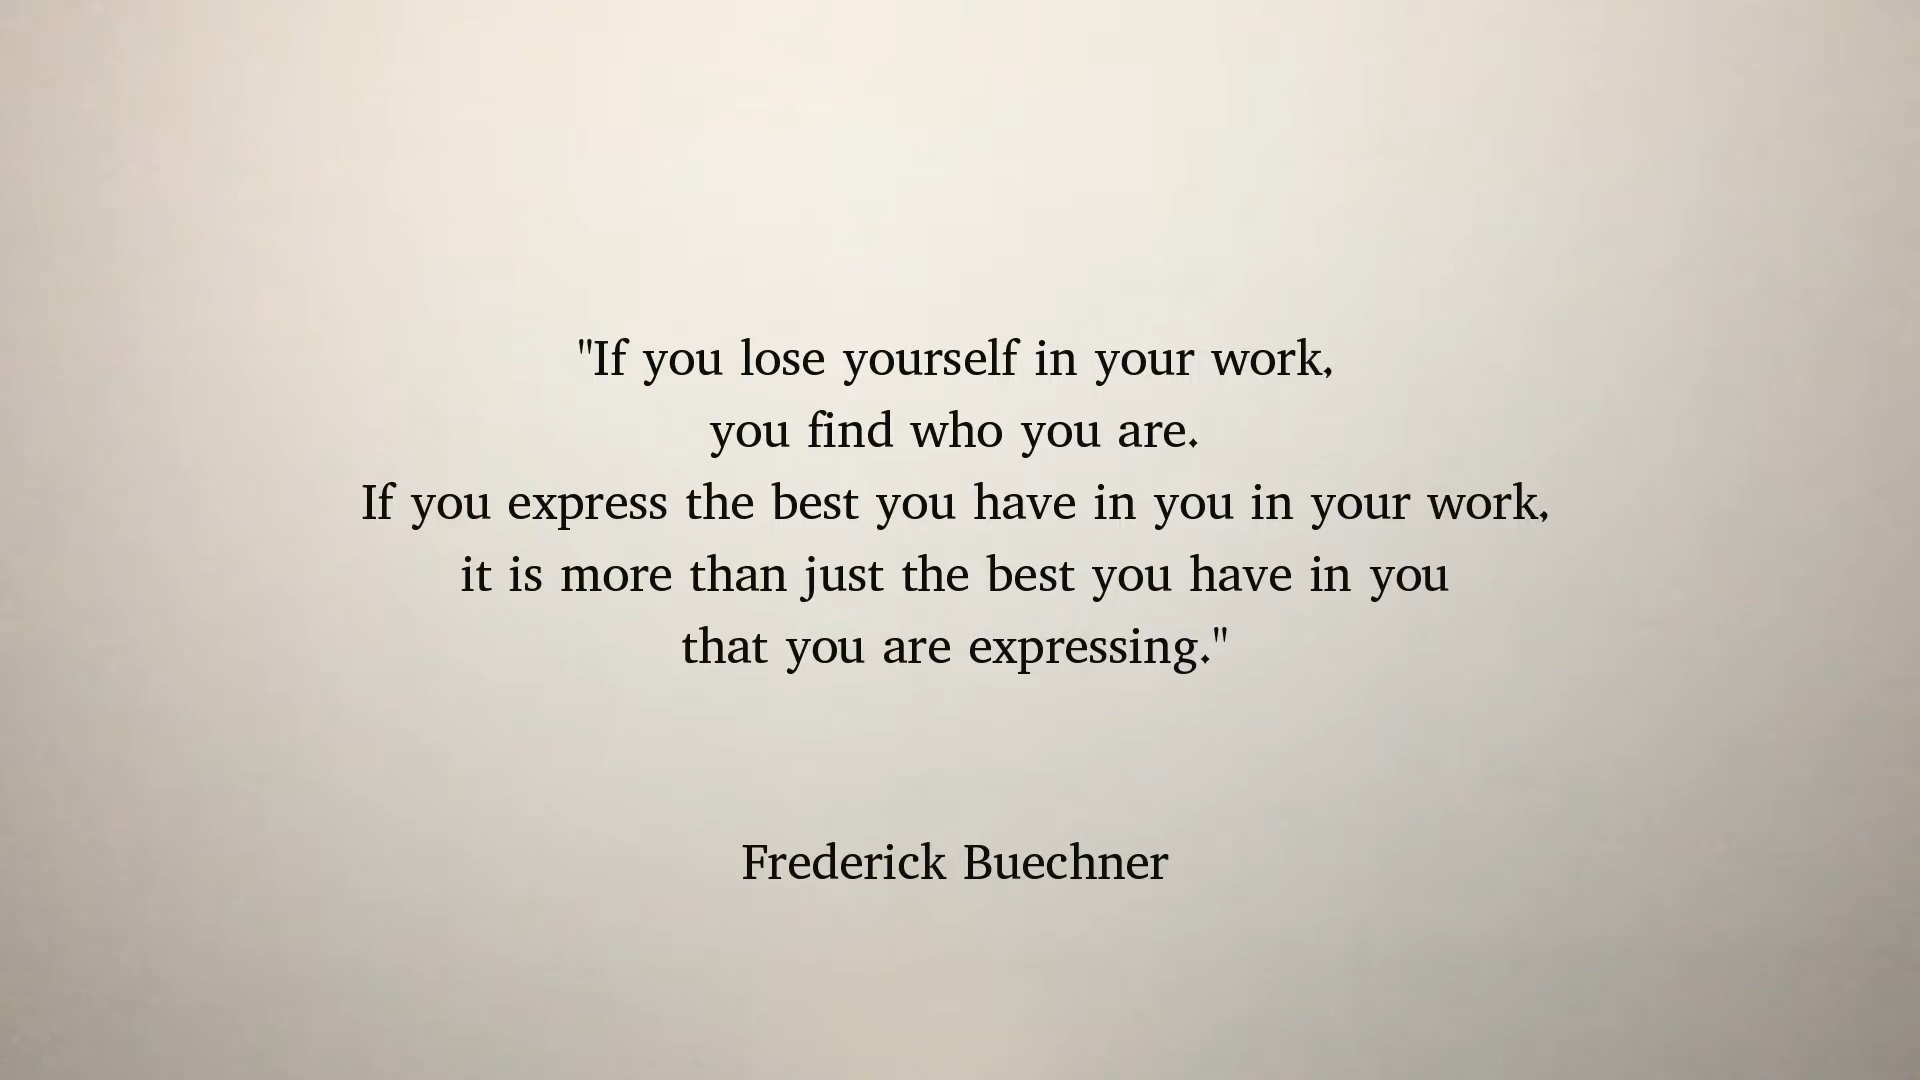 "If you lose yourself in your work,
you find who you are.
If you express the best you have in you in your work,
it is more than just the best you have in you
that you are expressing."
Frederick Buechner